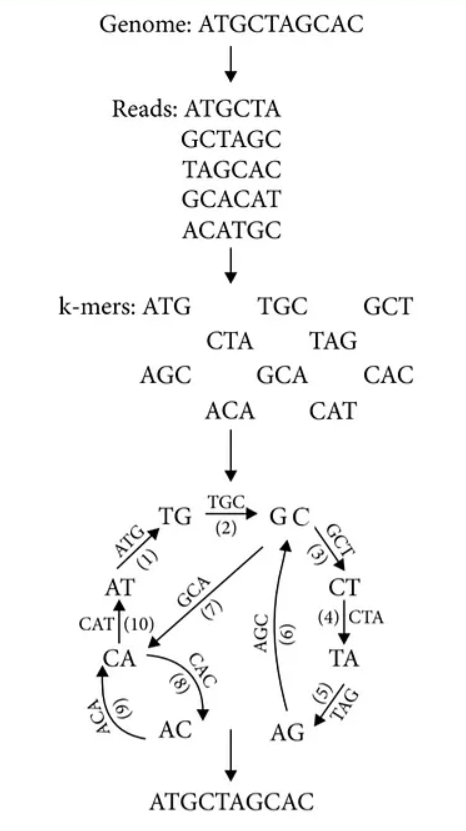 Genome: ATGCTAGCAC
Reads: ATGCTA
GCTAGC
TAGCAC
GCACAT
ACATGC
k-mers: ATG TGC GCT
CTA TAG
AGC GCA CAC
ACA CAT
TG TGC (2) GC
ATG (1)
GCT (3)
AT
GCA (7)
CT
CAT (10)
AGC (6)
(4) CTA
CA
CAC (8)
TA
ACA (9)
TAG (5)
AC
AG
ATGCTAGCAC